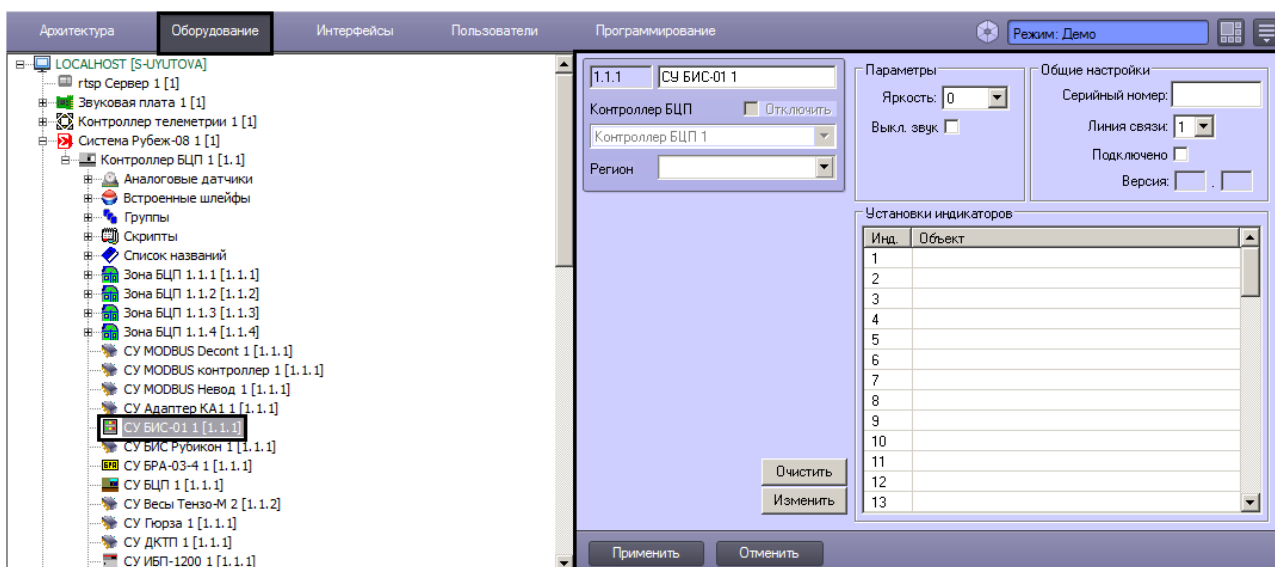 Архитектура Оборудование Интерфейсы Пользователи Программирование Режим: Демо
LOCALHOST [S-UYUTOVA]
rtsp Сервер 1 [1]
Звуковая плата 1 [1]
Контроллер телеметрии 1 [1]
Система Рубеж-08 1 [1]
Контроллер БЦП 1 [1.1]
Аналоговые датчики
Встроенные шлейфы
Группы
Скрипты
Список названий
Зона БЦП 1.1.1 [1.1.1]
Зона БЦП 1.1.2 [1.1.2]
Зона БЦП 1.1.3 [1.1.3]
Зона БЦП 1.1.4 [1.1.4]
СУ MODBUS Decont 1 [1.1.1]
СУ MODBUS контроллер 1 [1.1.1]
СУ MODBUS Невод 1 [1.1.1]
СУ Адаптер КА1 1 [1.1.1]
СУ БИС-01 1 [1.1.1]
СУ БИС Рубикон 1 [1.1.1]
СУ БРА-03-4 1 [1.1.1]
СУ БЦП 1 [1.1.1]
СУ Весы Тензо-М 2 [1.1.2]
СУ Гюрза 1 [1.1.1]
СУ ДКТП 1 [1.1.1]
СУ ИБП-1200 1 [1.1.1]
1.1.1 СУ БИС-01 1
Контроллер БЦП Отключить
Контроллер БЦП 1
Регион
Очистить
Изменить
Параметры
Яркость: 0
Выкл. звук
Общие настройки
Серийный номер:
Линия связи: 1
Подключено
Версия: .
Установки индикаторов
Инд. Объект
1
2
3
4
5
6
7
8
9
10
11
12
13
Применить Отменить